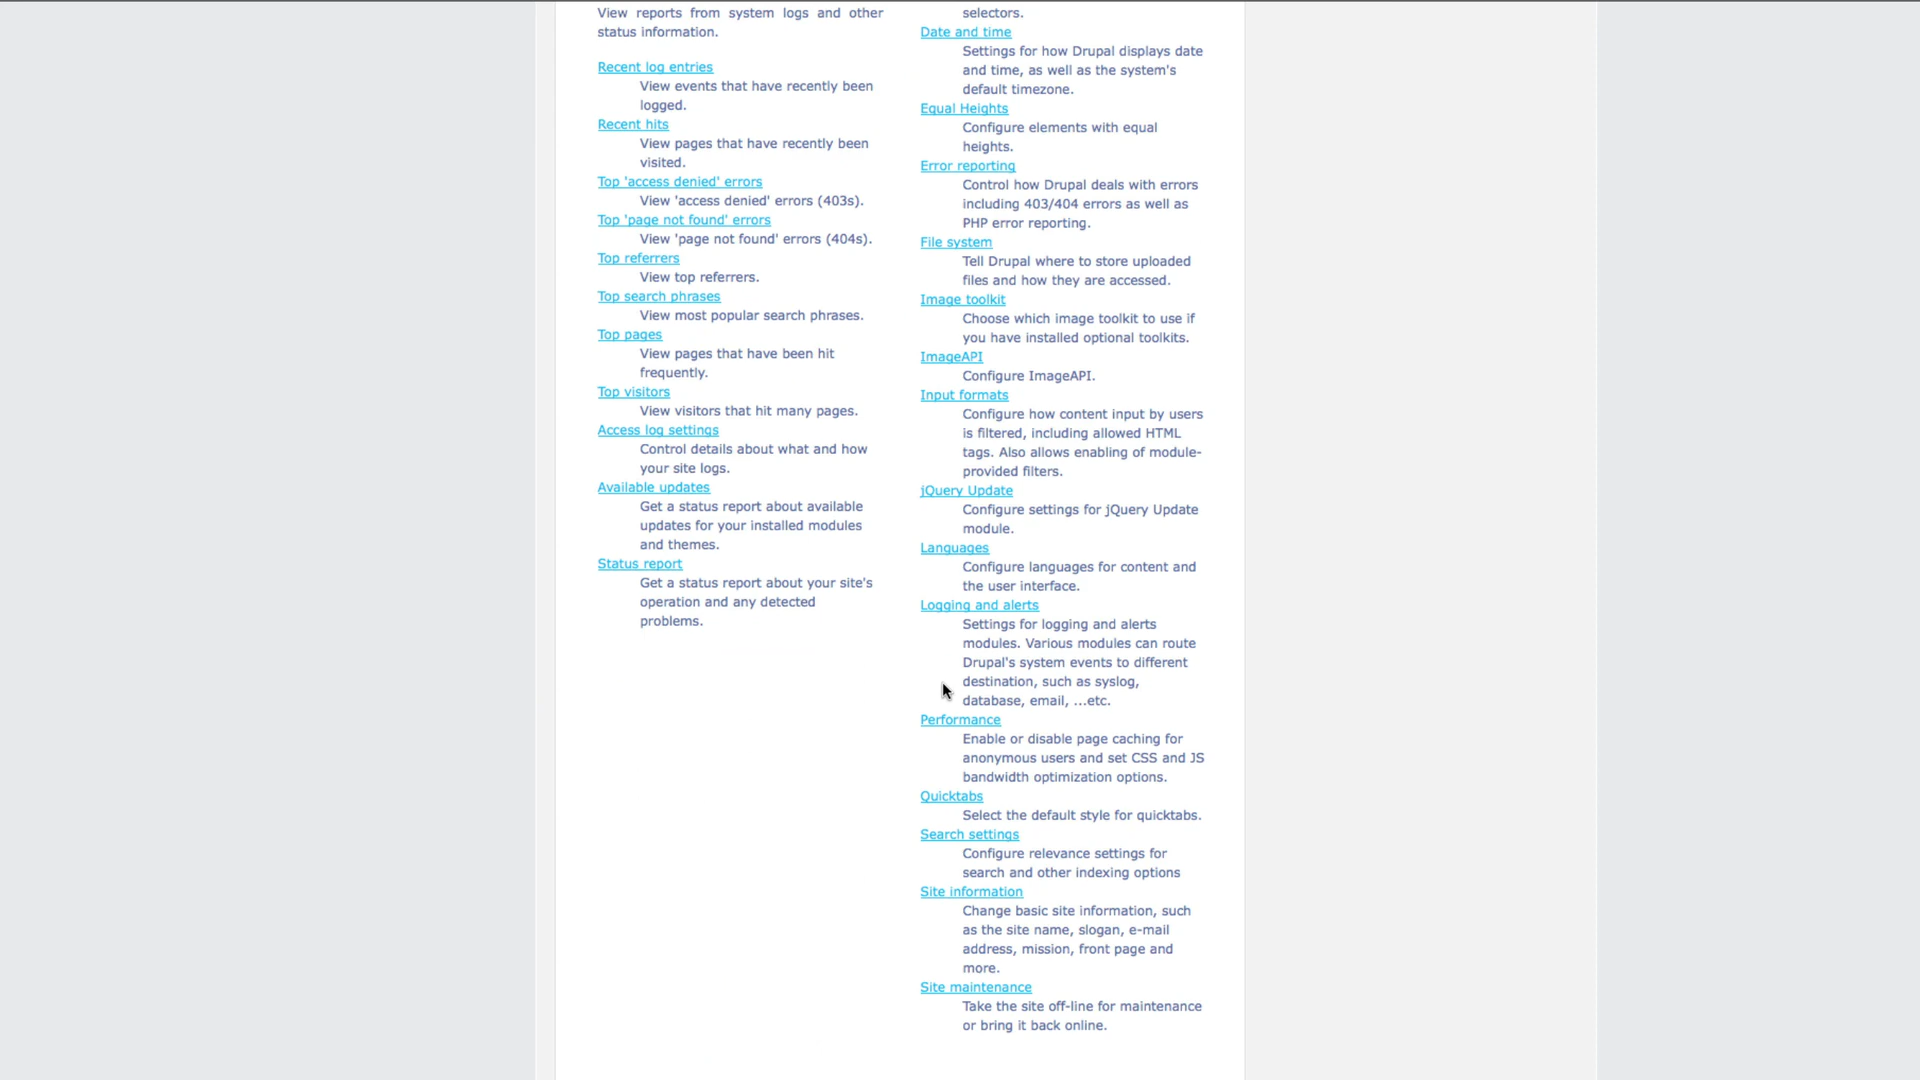 View reports from system logs and other
status information.
Recent log entries
View events that have recently been
logged.
Recent hits
View pages that have recently been
visited.
Top 'access denied' errors
View 'access denied' errors (403s).
Top 'page not found' errors
View 'page not found' errors (404s).
Top referrers
View top referrers.
Top search phrases
View most popular search phrases.
Top pages
View pages that have been hit
frequently.
Top visitors
View visitors that hit many pages.
Access log settings
Control details about what and how
your site logs.
Available updates
Get a status report about available
updates for your installed modules
and themes.
Status report
Get a status report about your site's
operation and any detected
problems.
selectors.
Date and time
Settings for how Drupal displays date
and time, as well as the system's
default timezone.
Equal Heights
Configure elements with equal
heights.
Error reporting
Control how Drupal deals with errors
including 403/404 errors as well as
PHP error reporting.
File system
Tell Drupal where to store uploaded
files and how they are accessed.
Image toolkit
Choose which image toolkit to use if
you have installed optional toolkits.
ImageAPI
Configure ImageAPI.
Input formats
Configure how content input by users
is filtered, including allowed HTML
tags. Also allows enabling of module-
provided filters.
jQuery Update
Configure settings for jQuery Update
module.
Languages
Configure languages for content and
the user interface.
Logging and alerts
Settings for logging and alerts
modules. Various modules can route
Drupal's system events to different
destination, such as syslog,
database, email, ...etc.
Performance
Enable or disable page caching for
anonymous users and set CSS and JS
bandwidth optimization options.
Quicktabs
Select the default style for quicktabs.
Search settings
Configure relevance settings for
search and other indexing options
Site information
Change basic site information, such
as the site name, slogan, e-mail
address, mission, front page and
more.
Site maintenance
Take the site off-line for maintenance
or bring it back online.